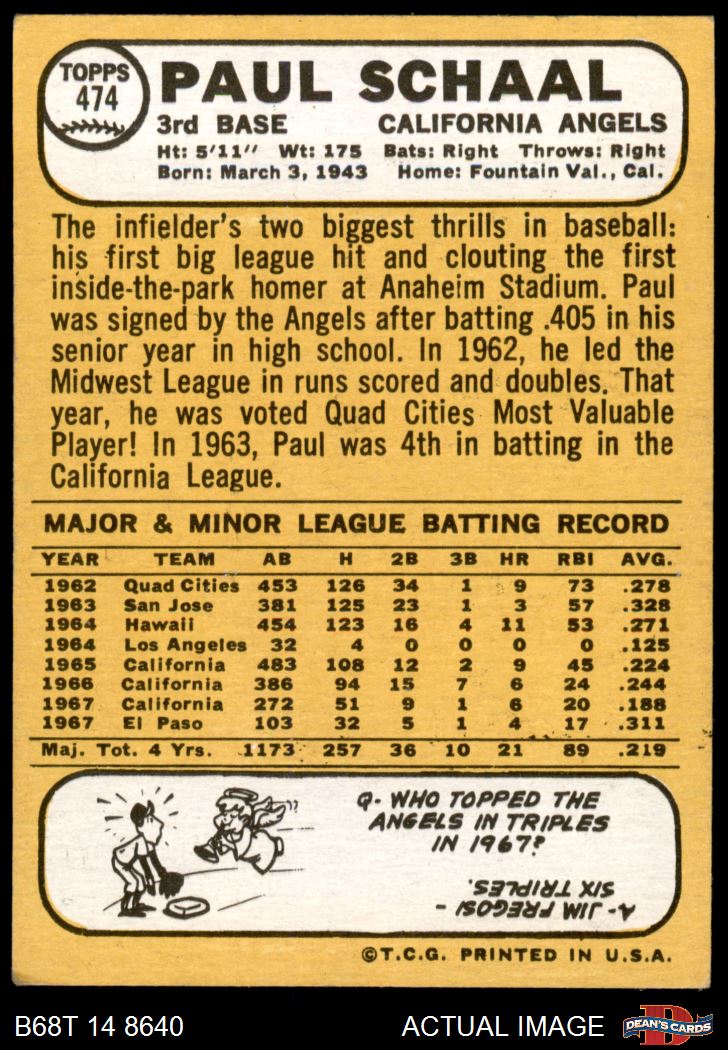 TOPPS
474
PAUL SCHAAL
3rd BASE CALIFORNIA ANGELS
Ht: 5'11" Wt: 175 Bats: Right Throws: Right
Born: March 3, 1943 Home: Fountain Val., Cal.
The infielder's two biggest thrills in baseball:
his first big league hit and clouting the first
inside-the-park homer at Anaheim Stadium. Paul
was signed by the Angels after batting .405 in his
senior year in high school. In 1962, he led the
Midwest League in runs scored and doubles. That
year, he was voted Quad Cities Most Valuable
Player! In 1963, Paul was 4th in batting in the
California League.
MAJOR & MINOR LEAGUE BATTING RECORD
YEAR TEAM AB H 2B 3B HR RBI AVG.
1962 Quad Cities 453 126 34 1 9 73 .278
1963 San Jose 381 125 23 1 3 57 .328
1964 Hawaii 454 123 16 4 11 53 .271
1964 Los Angeles 32 4 0 0 0 0 .125
1965 California 483 108 12 2 9 45 .224
1966 California 386 94 15 7 6 24 .244
1967 California 272 51 9 1 6 20 .188
1967 El Paso 103 32 5 1 4 17 .311
Maj. Tot. 4 Yrs. 1173 257 36 10 21 89 .219
Q- WHO TOPPED THE
ANGELS IN TRIPLES
IN 1967?
A- JIM FREGOSI -
SIX TRIPLES.
©T.C.G. PRINTED IN U.S.A.
B68T 14 8640 ACTUAL IMAGE
D
DEAN'S CARDS